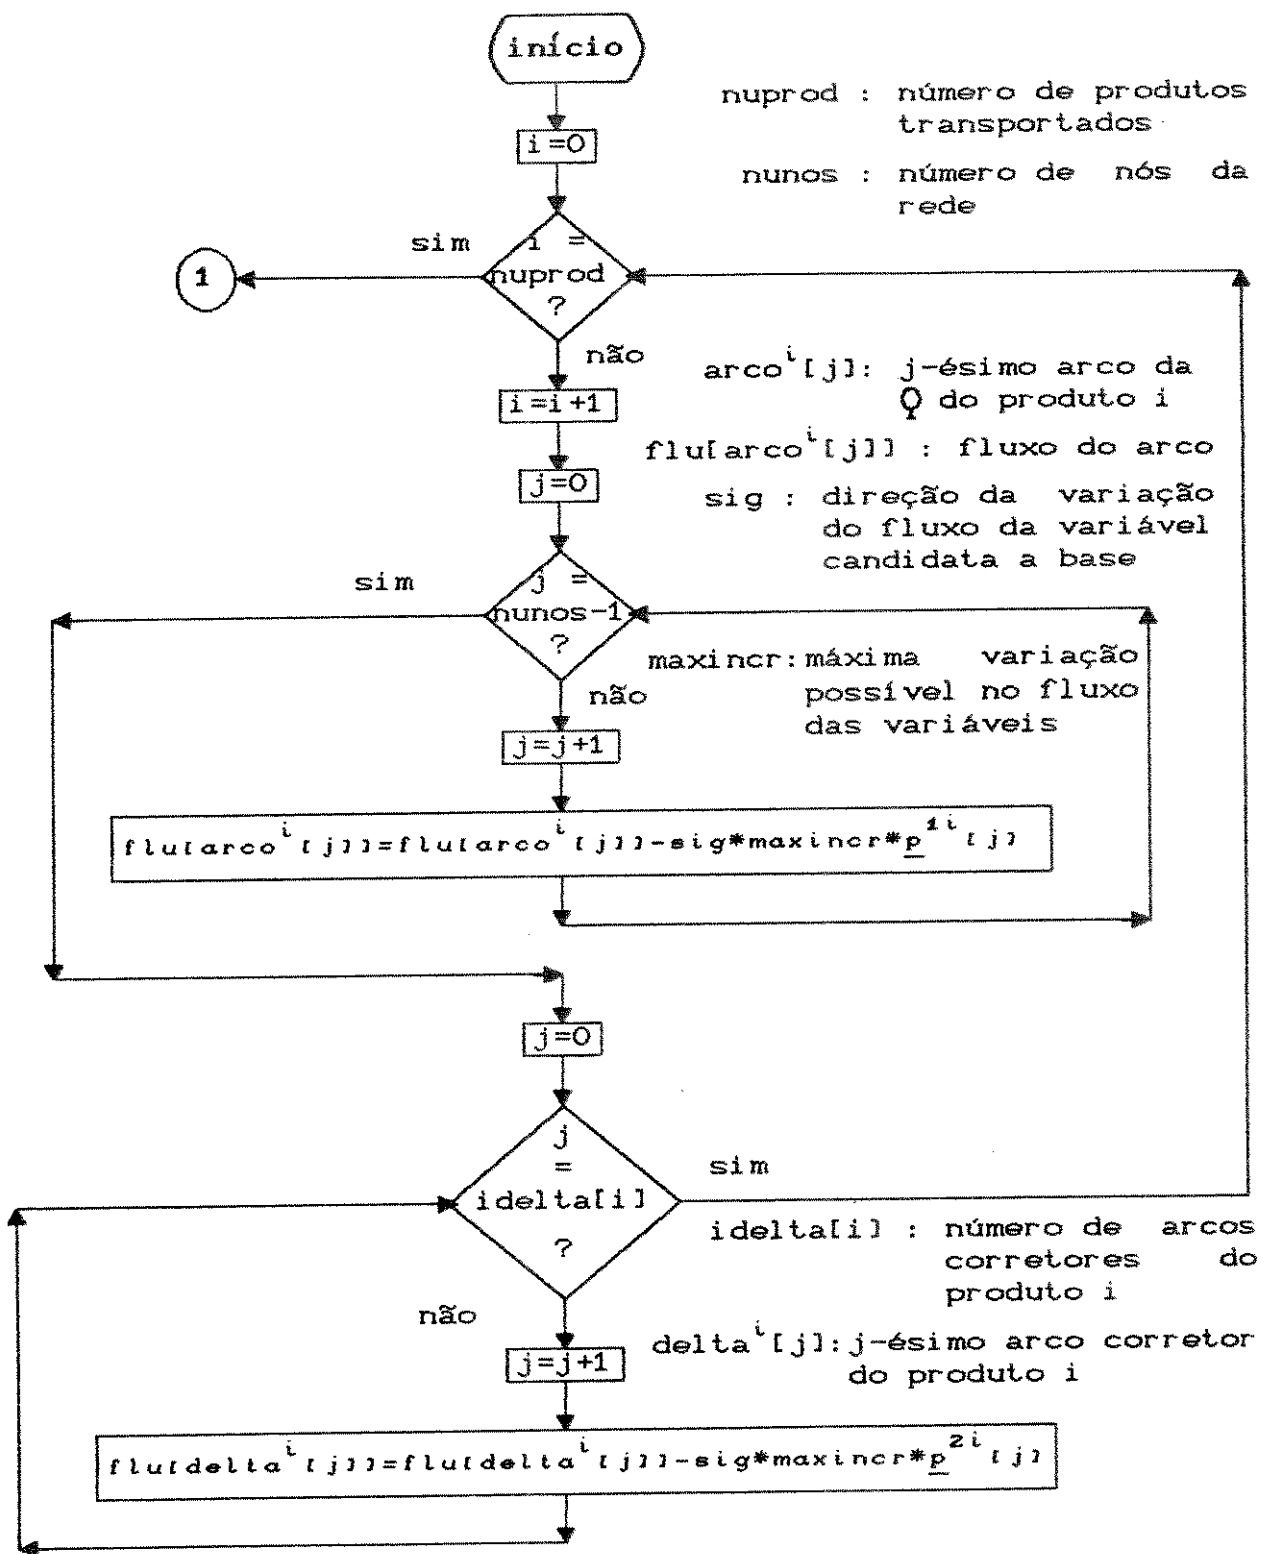 início
nuprod : número de produtos
transportados
i=0
nunos : número de nós da
rede
sim
i =
nuprod
?
1
não
arco^i[j]: j-ésimo arco da
do produto i
i=i+1
flu[arco^i[j]] : fluxo do arco
j=0
sig : direção da variação
do fluxo da variável
candidata a base
sim
j =
nunos-1
?
maxincr: máxima variação
possível no fluxo
das variáveis
não
j=j+1
flu[arco^i[j]]=flu[arco^i[j]]-sig*maxincr*p^1i[j]
j=0
j
=
idelta[i]
?
sim
idelta[i] : número de arcos
corretores do
produto i
não
delta^i[j]: j-ésimo arco corretor
do produto i
j=j+1
flu[delta^i[j]]=flu[delta^i[j]]-sig*maxincr*p^2i[j]